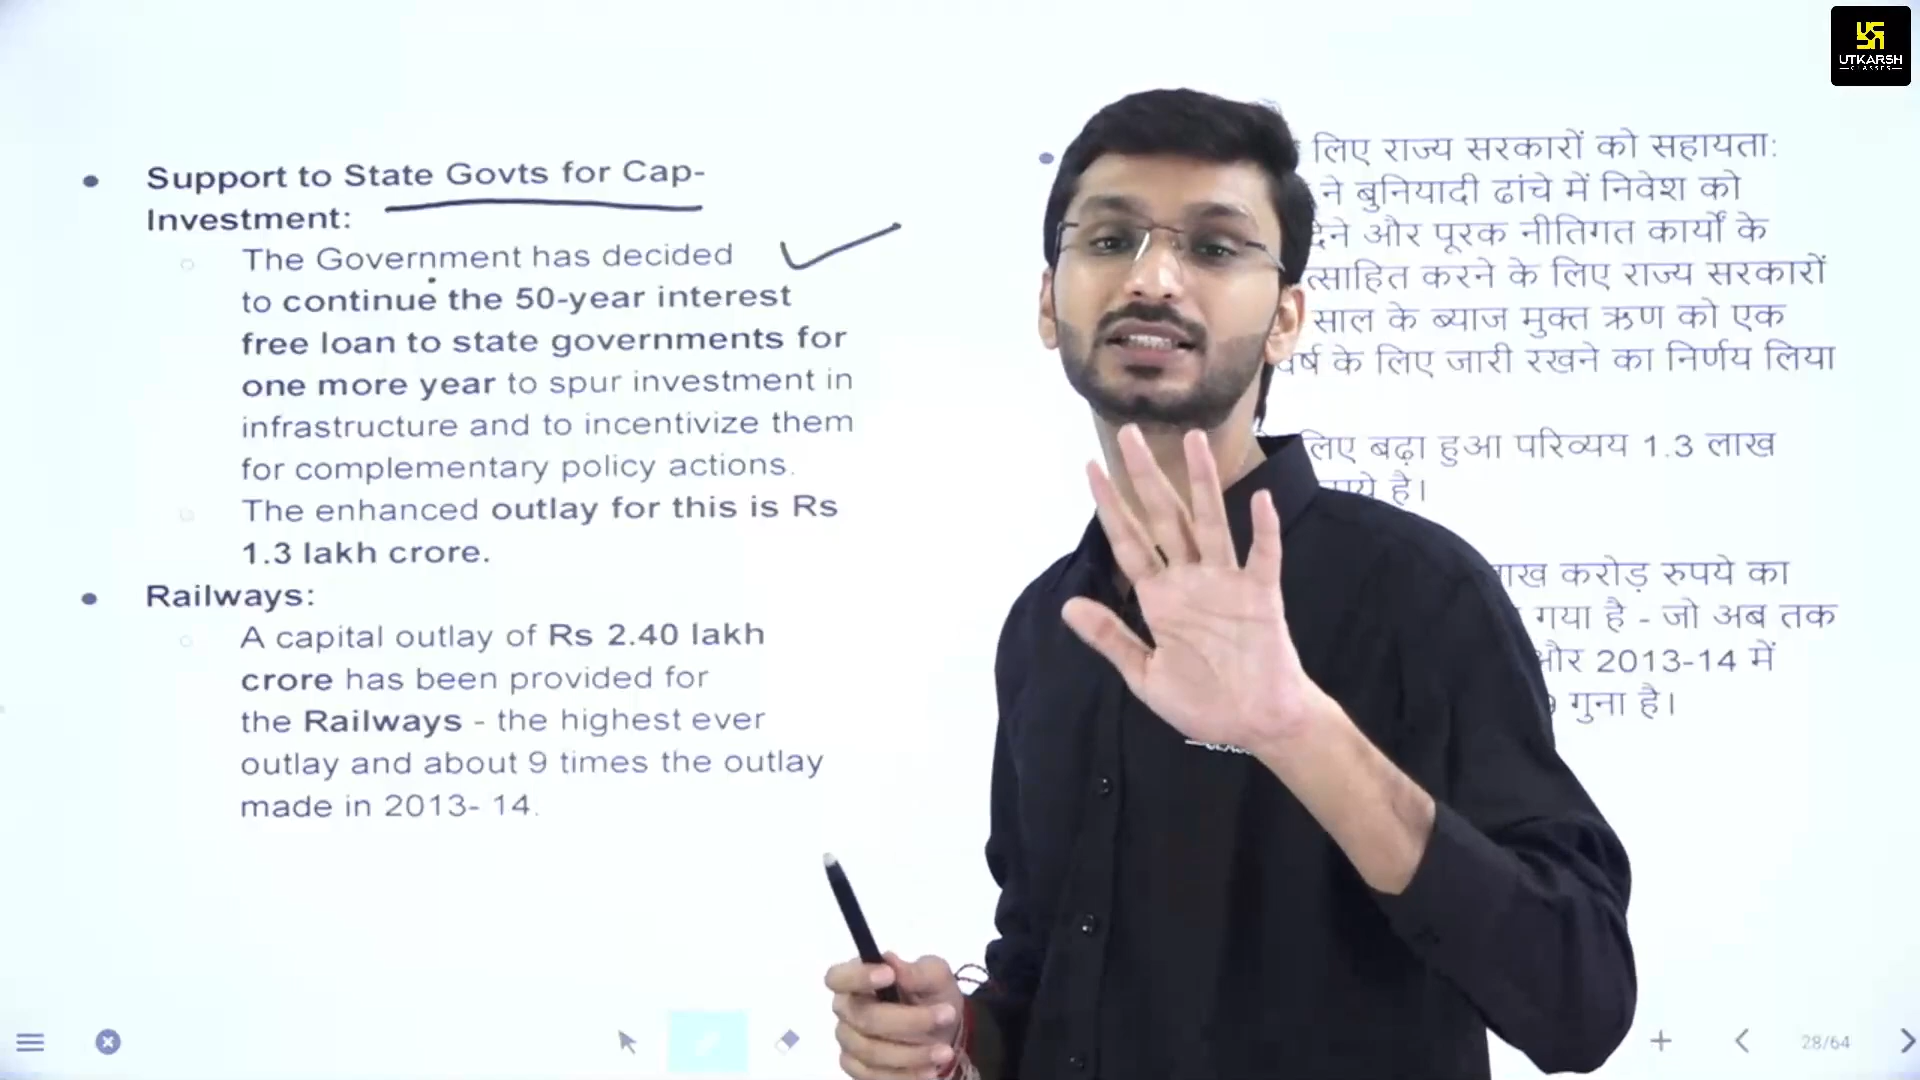 UTKARSH
CLASSES
Support to State Govts for Cap-
Investment:
The Government has decided
to continue the 50-year interest
free loan to state governments for
one more year to spur investment in
infrastructure and to incentivize them
for complementary policy actions.
The enhanced outlay for this is Rs
1.3 lakh crore.
Railways:
A capital outlay of Rs 2.40 lakh
crore has been provided for
the Railways - the highest ever
outlay and about 9 times the outlay
made in 2013- 14.
लिए राज्य सरकारों को सहायता:
ने बुनियादी ढांचे में निवेश को
और पूरक नीतिगत कार्यों के
करने के लिए राज्य सरकारों
साल के ब्याज मुक्त ऋण को एक
के लिए जारी रखने का निर्णय लिया
लिए बढ़ा हुआ परिव्यय 1.3 लाख
है।
करोड़ रुपये का
गया है - जो अब तक
और 2013-14 में
गुना है।
28/64